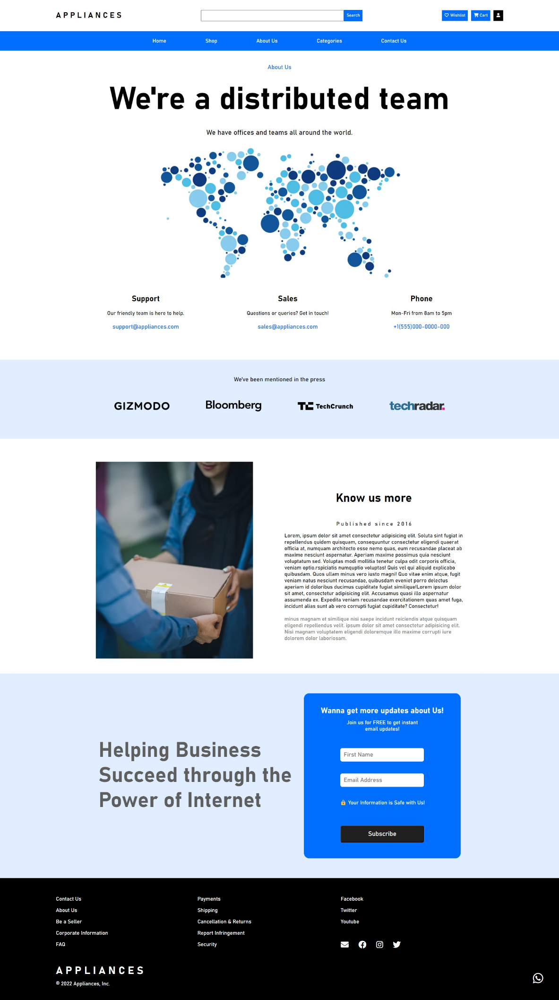 APPLIANCES
Search
Wishlist
Cart
Home
Shop
About Us
Categories
Contact Us
About Us
We're a distributed team
We have offices and teams all around the world.
Support
Our friendly team is here to help.
support@appliances.com
Sales
Questions or queries? Get in touch!
sales@appliances.com
Phone
Mon-Fri from 8am to 5pm
+1(555)000-0000-000
We've been mentioned in the press
GIZMODO
Bloomberg
TC TechCrunch
techradar.
Know us more
Published since 2016
Lorem, ipsum dolor sit amet consectetur adipisicing elit. Soluta sint fugiat in
repellendus quidem quisquam, consequuntur consectetur eligendi quaerat
officia at, numquam architecto esse nemo quas, eum recusandae placeat ab
maxime nesciunt aspernatur. Aperiam maxime possimus quia nesciunt
voluptatum sed. Voluptas modi mollitia tenetur culpa odit corporis officia,
veniam optio.rspiciatis numquptio voluptas! Quis vel qui aliquid explicabo
quibusdam. Quos ullam minus vero iusto magni! Quo vitae enim atque, fugit
veniam natus nesciunt recusandae, quibusdam eveniet porro delectus
aperiam id doloribus ducimus cupiditate fugiat similique!Lorem ipsum dolor
sit amet, consectetur adipisicing elit. Accusamus quasi illo aspernatur
assumenda ex. Expedita veniam recusandae exercitationem quas amet fuga,
incidunt alias sunt ab vero corrupti fugiat cupiditate? Consectetur!
minus magnam et similique nisi saepe incidunt reiciendis atque quisquam
eligendi repellendus velit. ipsum dolor sit amet consectetur adipisicing elit.
Nisi magnam voluptatem eligendi doloremque illo maxime corrupti iure
dolorem dolor laboriosam.
Helping Business
Succeed through the
Power of Internet
Wanna get more updates about Us!
Join us for FREE to get instant
email updates!
First Name
Email Address
Your Information is Safe with Us!
Subscribe
Contact Us
About Us
Be a Seller
Corporate Information
FAQ
Payments
Shipping
Cancellation & Returns
Report Infringement
Security
Facebook
Twitter
Youtube
APPLIANCES
© 2022 Appliances, Inc.